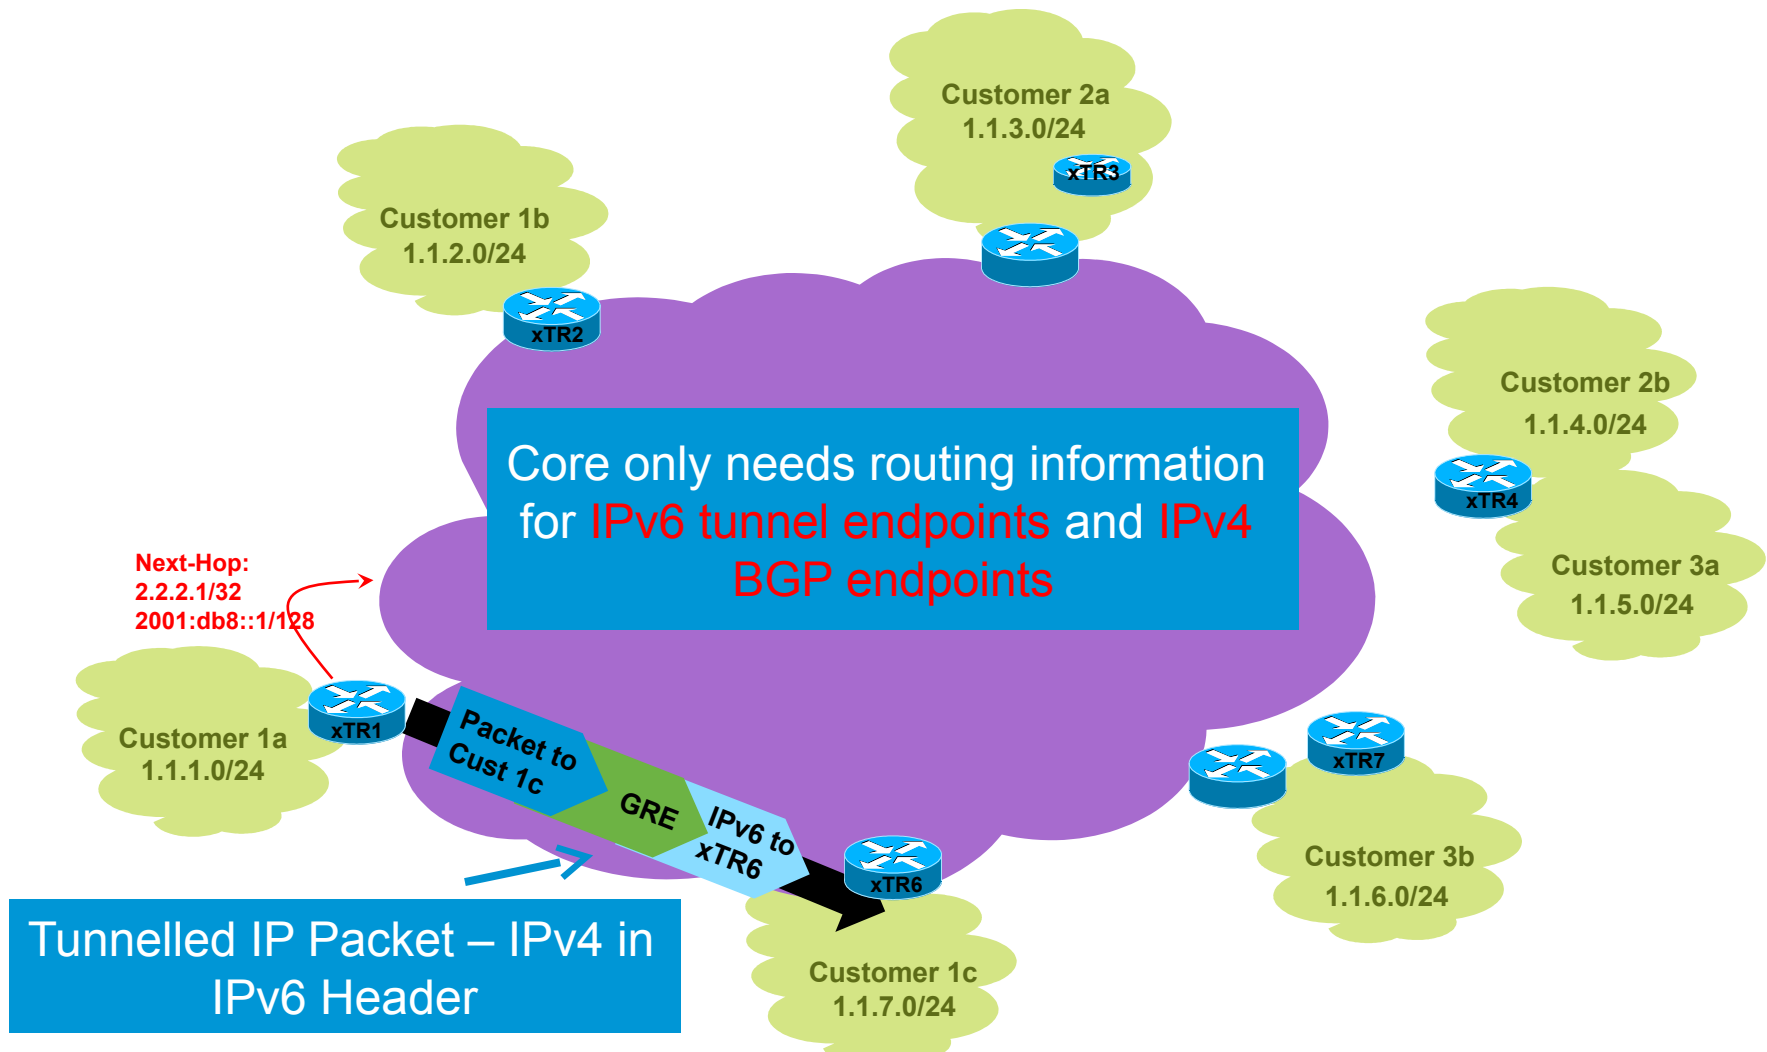 Customer 2a
1.1.3.0/24
xTR3
Customer 1b
1.1.2.0/24
xTR2
Customer 2b
1.1.4.0/24
xTR4
Customer 3a
1.1.5.0/24
Core only needs routing information
for IPv6 tunnel endpoints and IPv4
BGP endpoints
Next-Hop:
2.2.2.1/32
2001:db8::1/128
xTR1
Customer 1a
1.1.1.0/24
Packet to
Cust 1c
GRE
IPv6 to
xTR6
xTR6
xTR7
Customer 3b
1.1.6.0/24
Tunnelled IP Packet – IPv4 in
IPv6 Header
Customer 1c
1.1.7.0/24